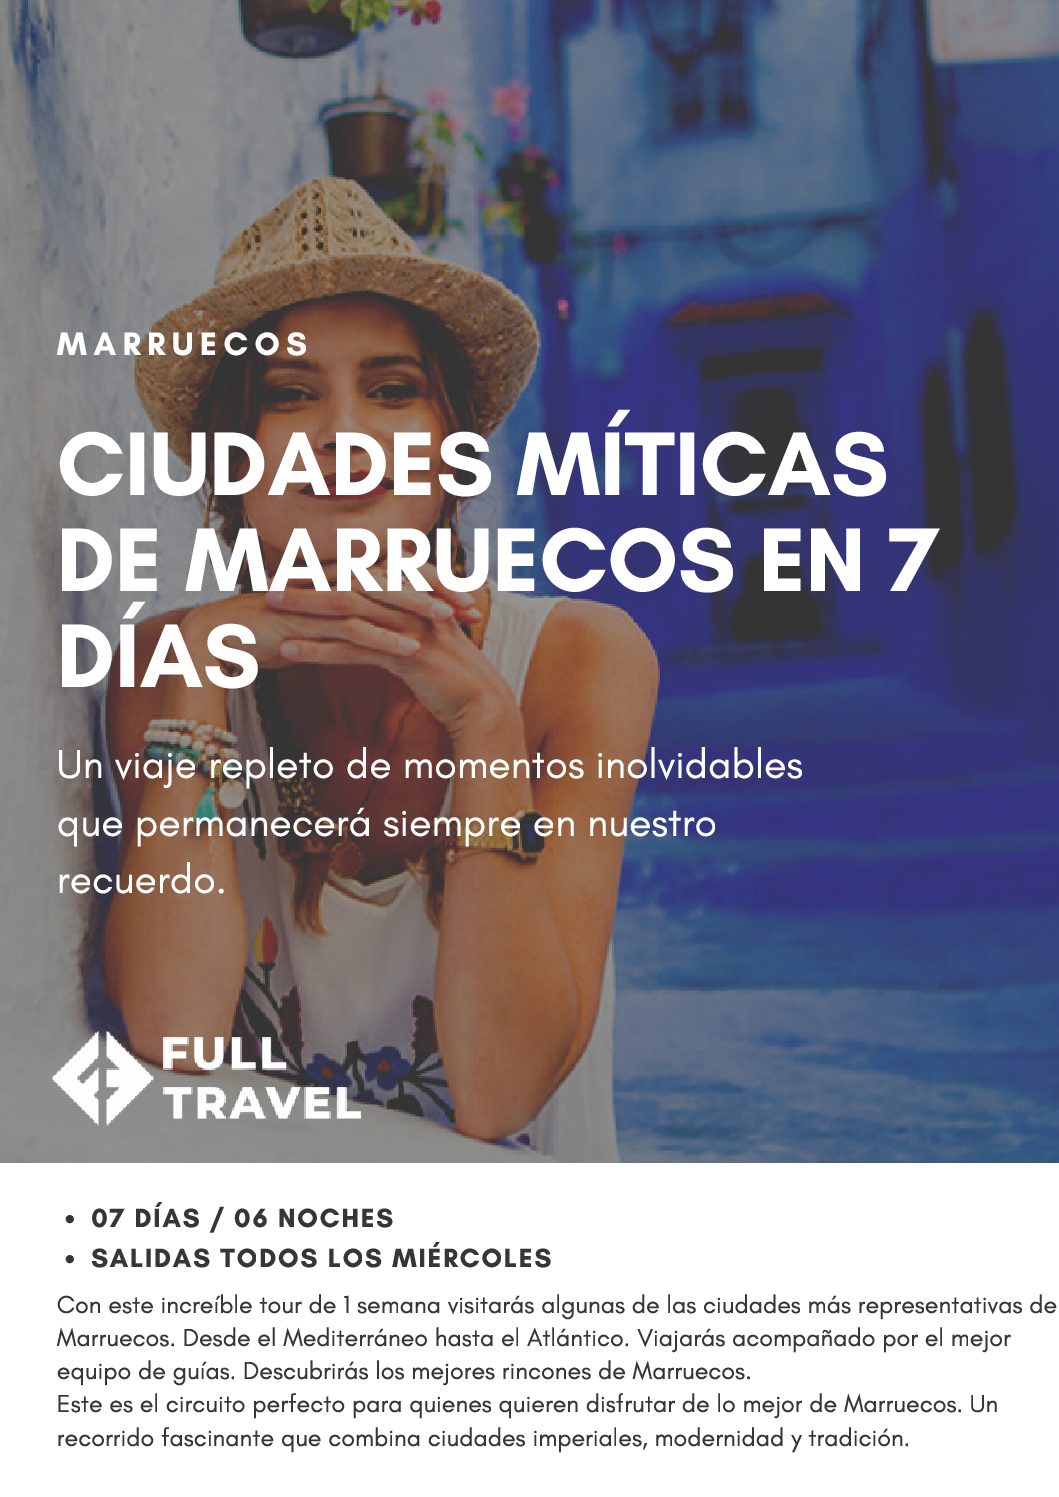 MARRUECOS
CIUDADES MÍTICAS
DE MARRUECOS EN 7
DÍAS
Un viaje repleto de momentos inolvidables
que permanecerá siempre en nuestro
recuerdo.
FULL
TRAVEL
• 07 DÍAS / 06 NOCHES
• SALIDAS TODOS LOS MIÉRCOLES
Con este increíble tour de 1 semana visitarás algunas de las ciudades más representativas de
Marruecos. Desde el Mediterráneo hasta el Atlántico. Viajarás acompañado por el mejor
equipo de guías. Descubrirás los mejores rincones de Marruecos.
Este es el circuito perfecto para quienes quieren disfrutar de lo mejor de Marruecos. Un
recorrido fascinante que combina ciudades imperiales, modernidad y tradición.